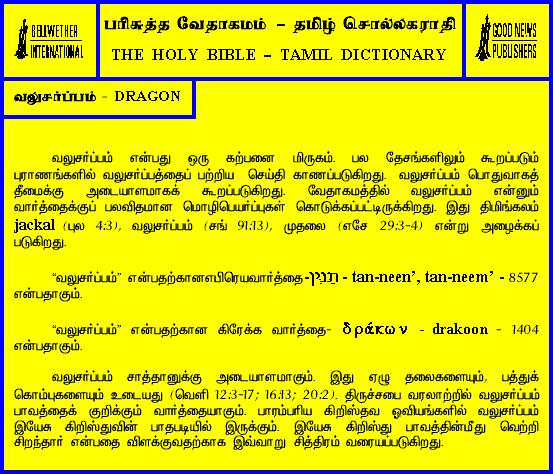 BELLWETHER
INTERNATIONAL
பரிசுத்த வேதாகமம் – தமிழ் சொல்லகராதி
THE HOLY BIBLE – TAMIL DICTIONARY
GOOD NEWS
PUBLISHERS
வலுசர்ப்பம் - DRAGON
வலுசர்ப்பம் என்பது ஒரு கற்பனை மிருகம். பல தேசங்களிலும் கூறப்படும்
புராணங்களில் வலுசர்ப்பத்தைப் பற்றிய செய்தி காணப்படுகிறது. வலுசர்ப்பம் பொதுவாகத்
தீமைக்கு அடையாளமாகக் கூறப்படுகிறது. வேதாகமத்தில் வலுசர்ப்பம் என்னும்
வார்த்தைக்குப் பலவிதமான மொழிபெயர்ப்புகள் கொடுக்கப்பட்டிருக்கிறது. இது திமிங்கலம்
jackal (புல 4:3), வலுசர்ப்பம் (சங் 91:13), முதலை (எசே 29:3-4) என்று அழைக்கப்
படுகிறது.
“வலுசர்ப்பம்” என்பதற்கானஎபிரெயவார்த்தை-תנין - tan-neen’, tan-neem’ - 8577
என்பதாகும்.
“வலுசர்ப்பம்” என்பதற்கான கிரேக்க வார்த்தை- δράκων - drakoon - 1404
என்பதாகும்.
வலுசர்ப்பம் சாத்தானுக்கு அடையாளமாகும். இது ஏழு தலைகளையும், பத்துக்
கொம்புகளையும் உடையது (வெளி 12:3-17; 16:13; 20:2). திருச்சபை வரலாற்றில் வலுசர்ப்பம்
பாவத்தைக் குறிக்கும் வார்த்தையாகும். பாரம்பரிய கிறிஸ்தவ ஓவியங்களில் வலுசர்ப்பம்
இயேசு கிறிஸ்துவின் பாதபடியில் இருக்கும். இயேசு கிறிஸ்து பாவத்தின்மீது வெற்றி
சிறந்தார் என்பதை விளக்குவதற்காக இவ்வாறு சித்திரம் வரையப்படுகிறது.